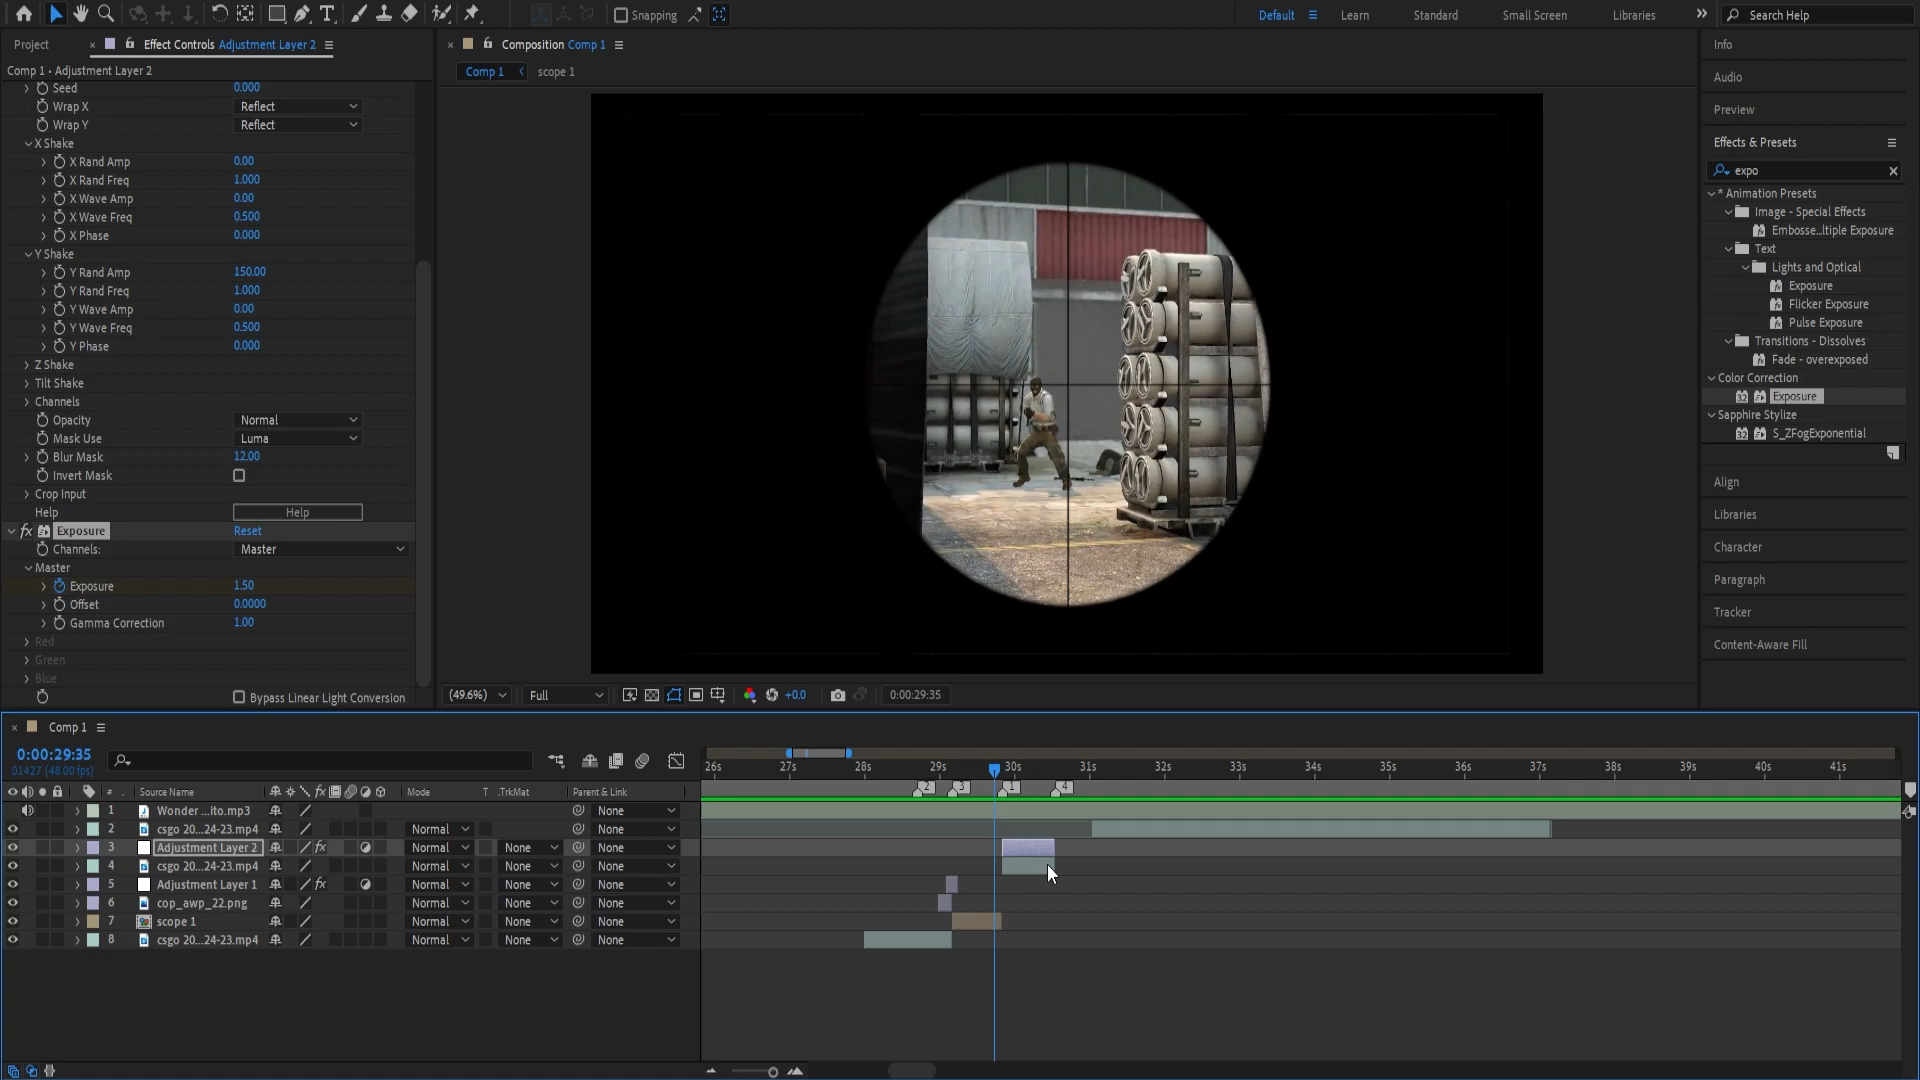 Snapping
Default
Learn
Standard
Small Screen
Libraries
Search Help
Project
Effect Controls Adjustment Layer 2
Comp 1 • Adjustment Layer 2
Seed 0.000
Wrap X Reflect
Wrap Y Reflect
X Shake
X Rand Amp 0.00
X Rand Freq 1.000
X Wave Amp 0.00
X Wave Freq 0.500
X Phase 0.000
Y Shake
Y Rand Amp 150.00
Y Rand Freq 1.000
Y Wave Amp 0.00
Y Wave Freq 0.500
Y Phase 0.000
Z Shake
Tilt Shake
Channels
Opacity Normal
Mask Use Luma
Blur Mask 12.00
Invert Mask
Crop Input
Help Help
fx Exposure Reset
Channels: Master
Master
Exposure 1.50
Offset 0.0000
Gamma Correction 1.00
Red
Green
Blue
Bypass Linear Light Conversion
Composition Comp 1
Comp 1 scope 1
(49.6%) Full +0.0 0:00:29:35
Info
Audio
Preview
Effects & Presets
expo
* Animation Presets
Image - Special Effects
Embosse...ltiple Exposure
Text
Lights and Optical
Exposure
Flicker Exposure
Pulse Exposure
Transitions - Dissolves
Fade - overexposed
Color Correction
32 Exposure
Sapphire Stylize
32 S_ZFogExponential
Align
Libraries
Character
Paragraph
Tracker
Content-Aware Fill
Comp 1
0:00:29:35
01427 (48.00 fps)
26s 27s 28s 29s 30s 31s 32s 33s 34s 35s 36s 37s 38s 39s 40s 41s
# Source Name fx Mode T .TrkMat Parent & Link
2 3 1 4
1 Wonder ...ito.mp3 None
2 csgo 20...24-23.mp4 Normal None
3 Adjustment Layer 2 fx Normal None None
4 csgo 20...24-23.mp4 Normal None None
5 Adjustment Layer 1 fx Normal None None
6 cop_awp_22.png Normal None None
7 scope 1 Normal None None
8 csgo 20...24-23.mp4 Normal None None